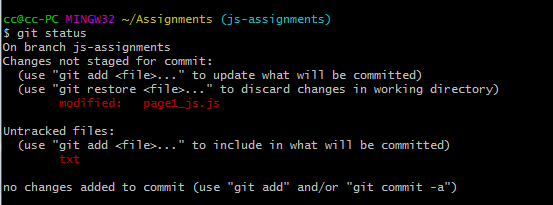 cc@cc-PC MINGW32 ~/Assignments (js-assignments)
$ git status
On branch js-assignments
Changes not staged for commit:
  (use "git add <file>..." to update what will be committed)
  (use "git restore <file>..." to discard changes in working directory)
        modified:   page1_js.js

Untracked files:
  (use "git add <file>..." to include in what will be committed)
        txt

no changes added to commit (use "git add" and/or "git commit -a")